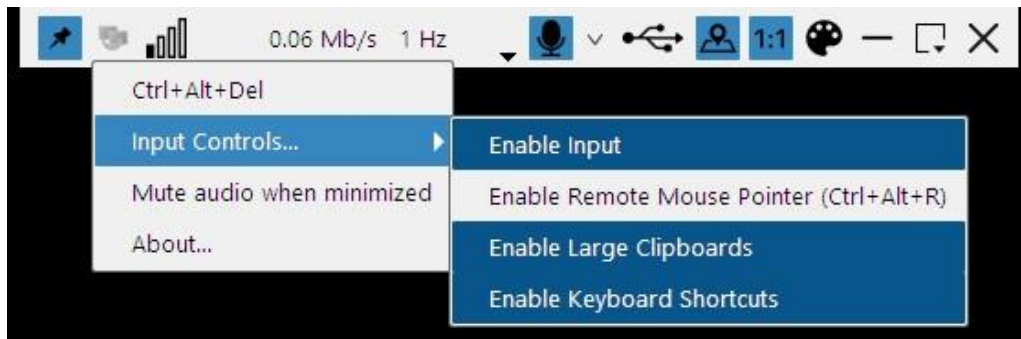 0.06 Mb/s 1 Hz 1:1
Ctrl+Alt+Del
Input Controls...
Mute audio when minimized
About...
Enable Input
Enable Remote Mouse Pointer (Ctrl+Alt+R)
Enable Large Clipboards
Enable Keyboard Shortcuts